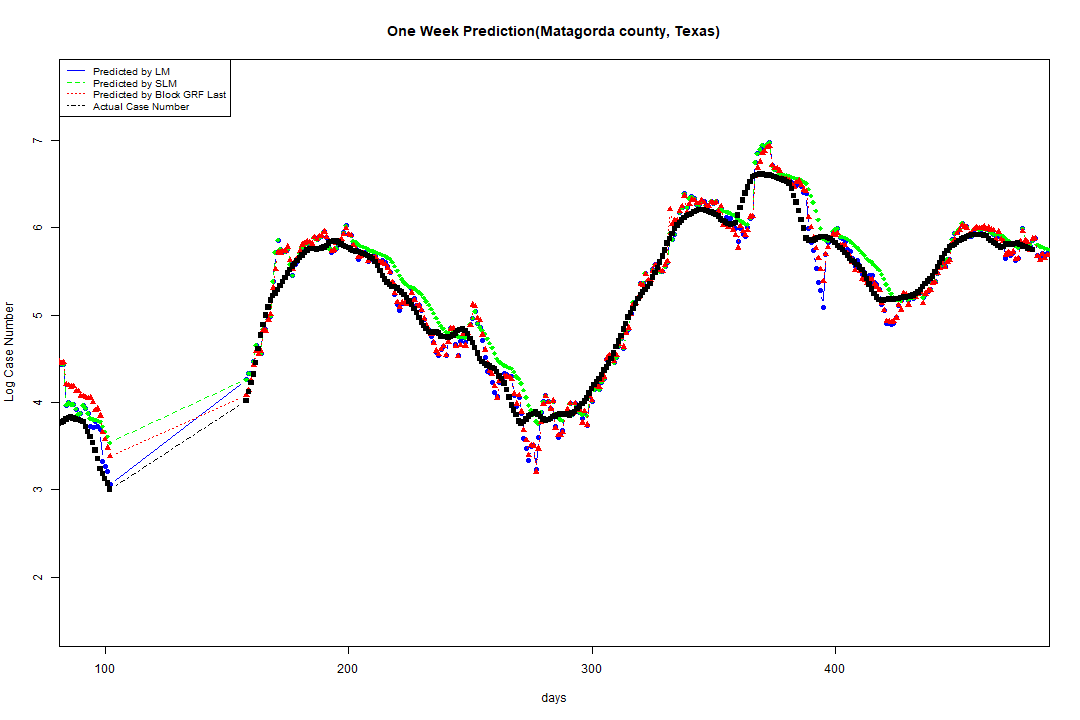 One Week Prediction(Matagorda county, Texas)
Predicted by LM
Predicted by SLM
Predicted by Block GRF Last
Actual Case Number
7
6
5
4
3
2
Log Case Number
100 200 300 400
days